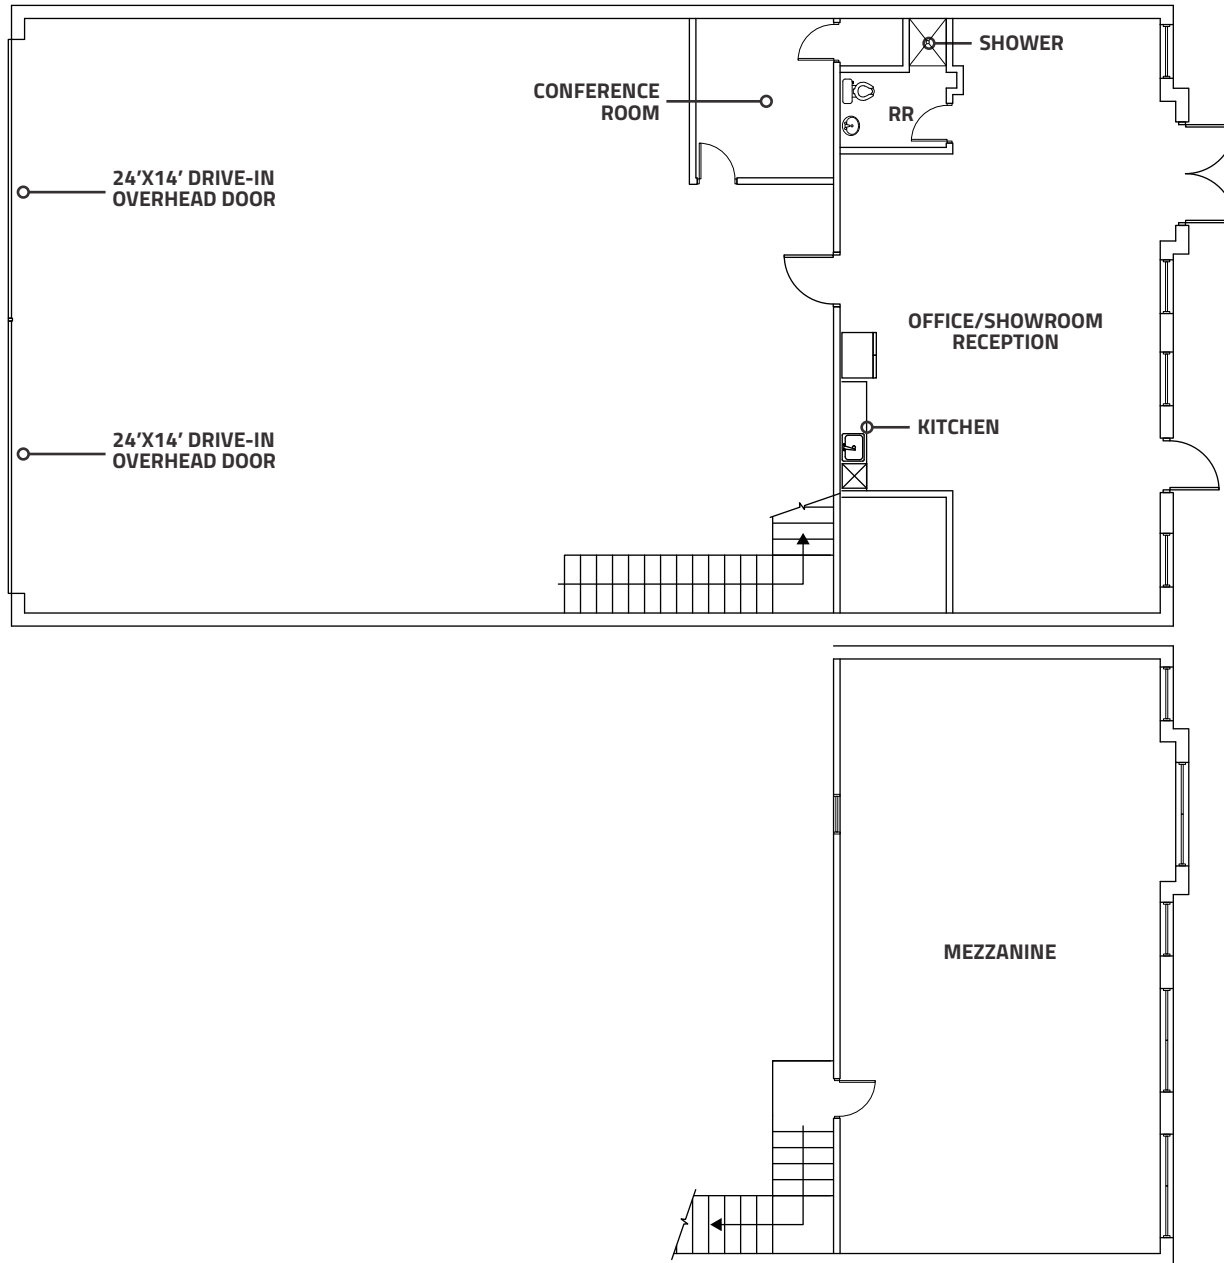 SHOWER
CONFERENCE
ROOM
RR
24’X14’ DRIVE-IN
OVERHEAD DOOR
OFFICE/SHOWROOM
RECEPTION
KITCHEN
24’X14’ DRIVE-IN
OVERHEAD DOOR
MEZZANINE